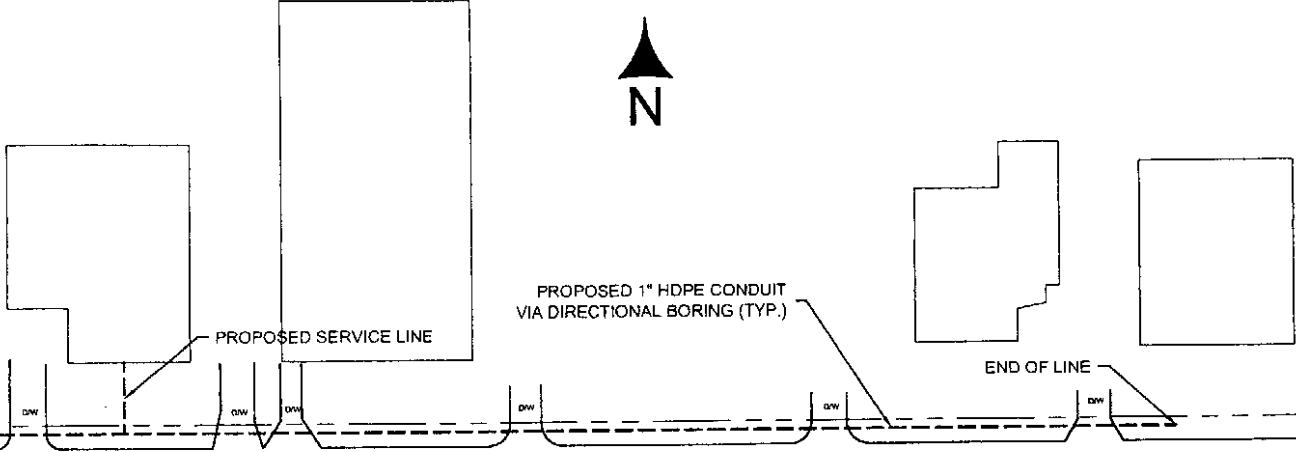 N
PROPOSED 1" HDPE CONDUIT
VIA DIRECTIONAL BORING (TYP.)
PROPOSED SERVICE LINE
END OF LINE
D/W
D/W
D/W
D/W
D/W
D/W